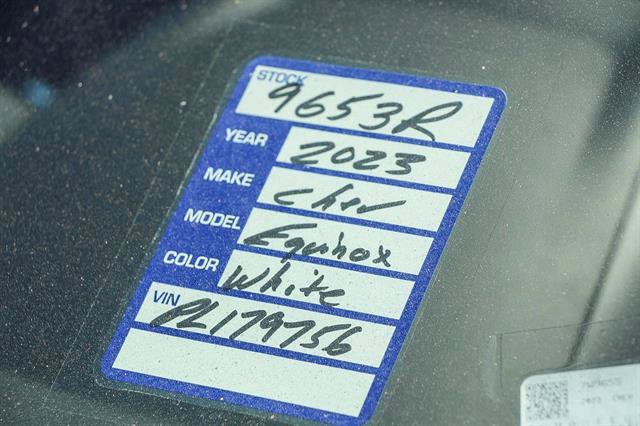 STOCK 9653R
YEAR 2023
MAKE Chev
MODEL Equinox
COLOR White
VIN PL179756